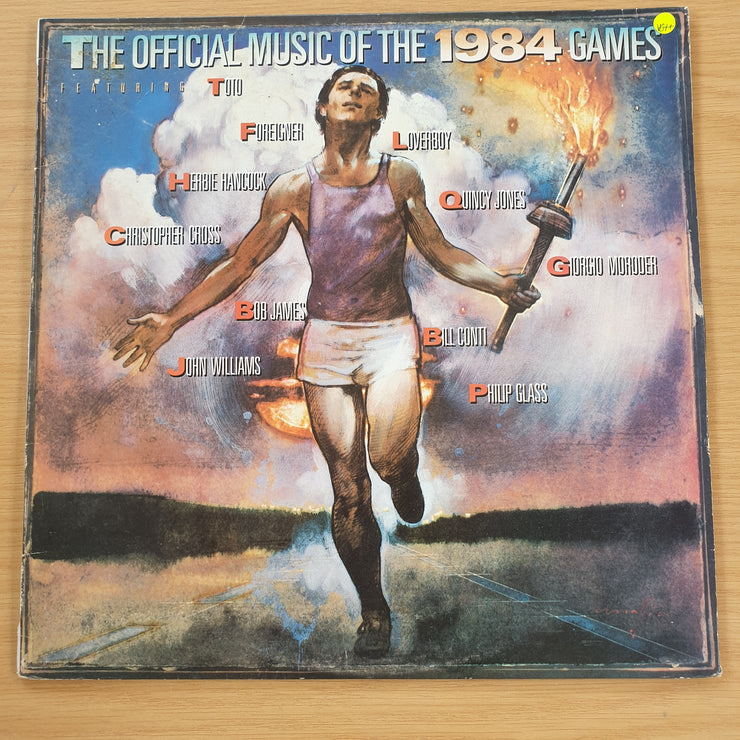 THE OFFICIAL MUSIC OF THE 1984 GAMES
FEATURING
TOTO
FOREIGNER
LOVERBOY
HERBIE HANCOCK
QUINCY JONES
CHRISTOPHER CROSS
GIORGIO MORODER
BOB JAMES
BILL CONTI
JOHN WILLIAMS
PHILIP GLASS